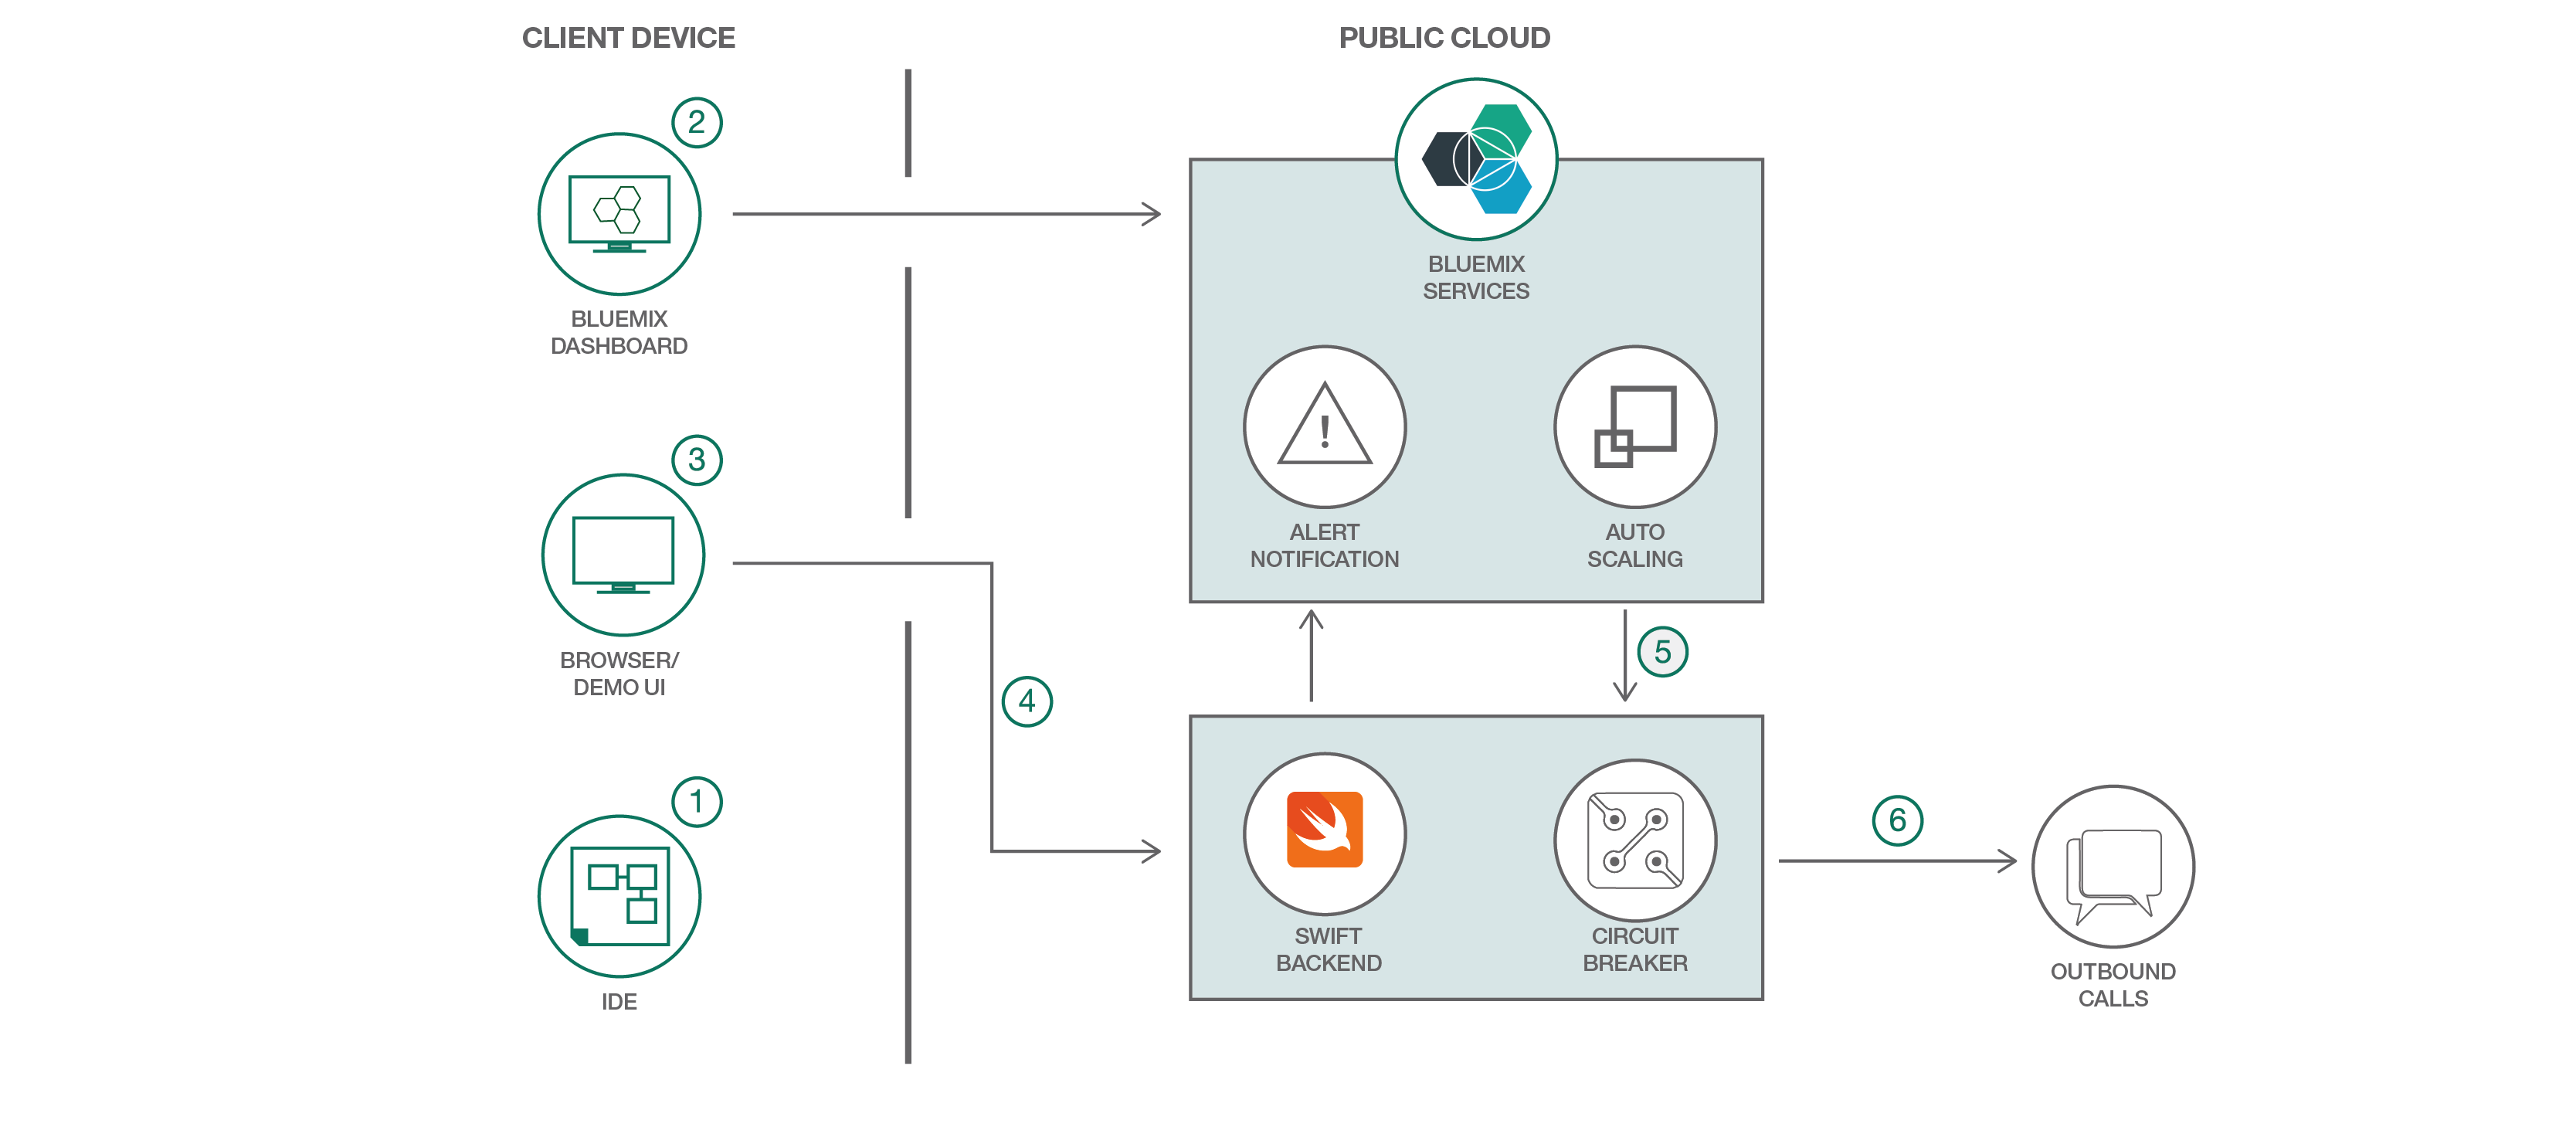 CLIENT DEVICE
2
BLUEMIX
DASHBOARD
3
BROWSER/
DEMO UI
1
IDE
4
PUBLIC CLOUD
BLUEMIX
SERVICES
!
ALERT
NOTIFICATION
AUTO
SCALING
5
SWIFT
BACKEND
CIRCUIT
BREAKER
6
OUTBOUND
CALLS